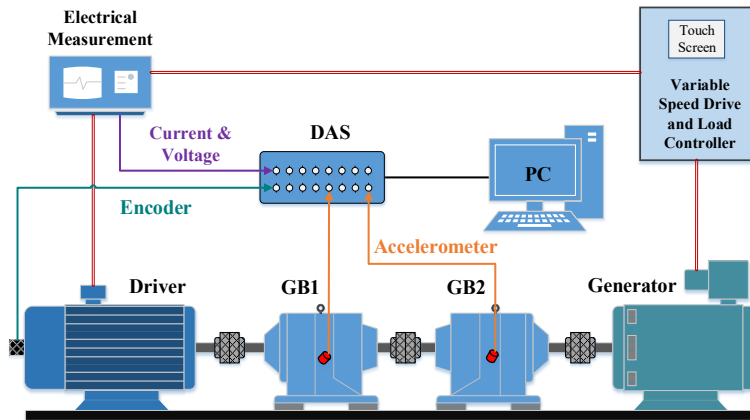 Electrical
Measurement
Touch
Screen
Variable
Speed Drive
and Load
Controller
Current &
Voltage
DAS
PC
Encoder
Accelerometer
Driver
GB1
GB2
Generator